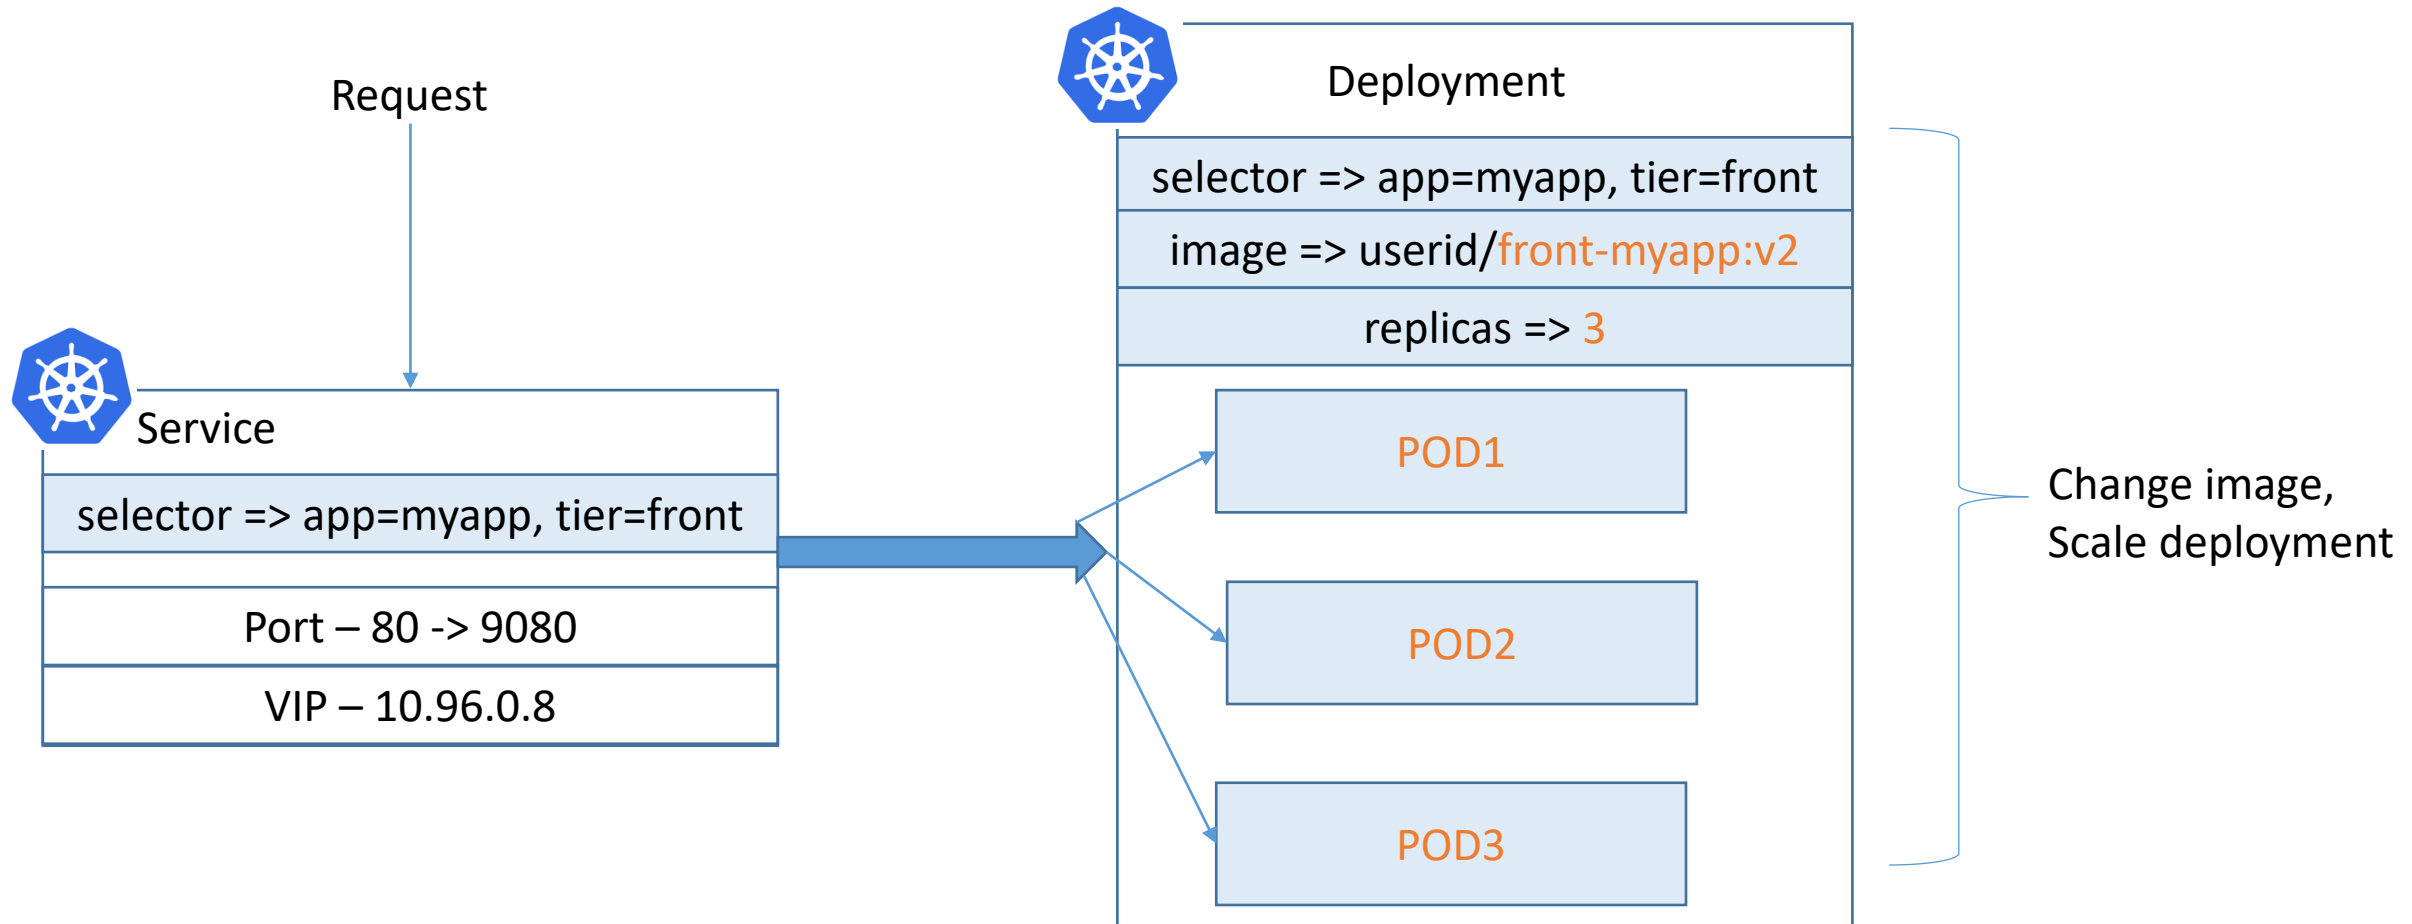 Request
Service
selector => app=myapp, tier=front
Port – 80 -> 9080
VIP – 10.96.0.8
Deployment
selector => app=myapp, tier=front
image => userid/front-myapp:v2
replicas => 3
POD1
POD2
POD3
Change image,
Scale deployment